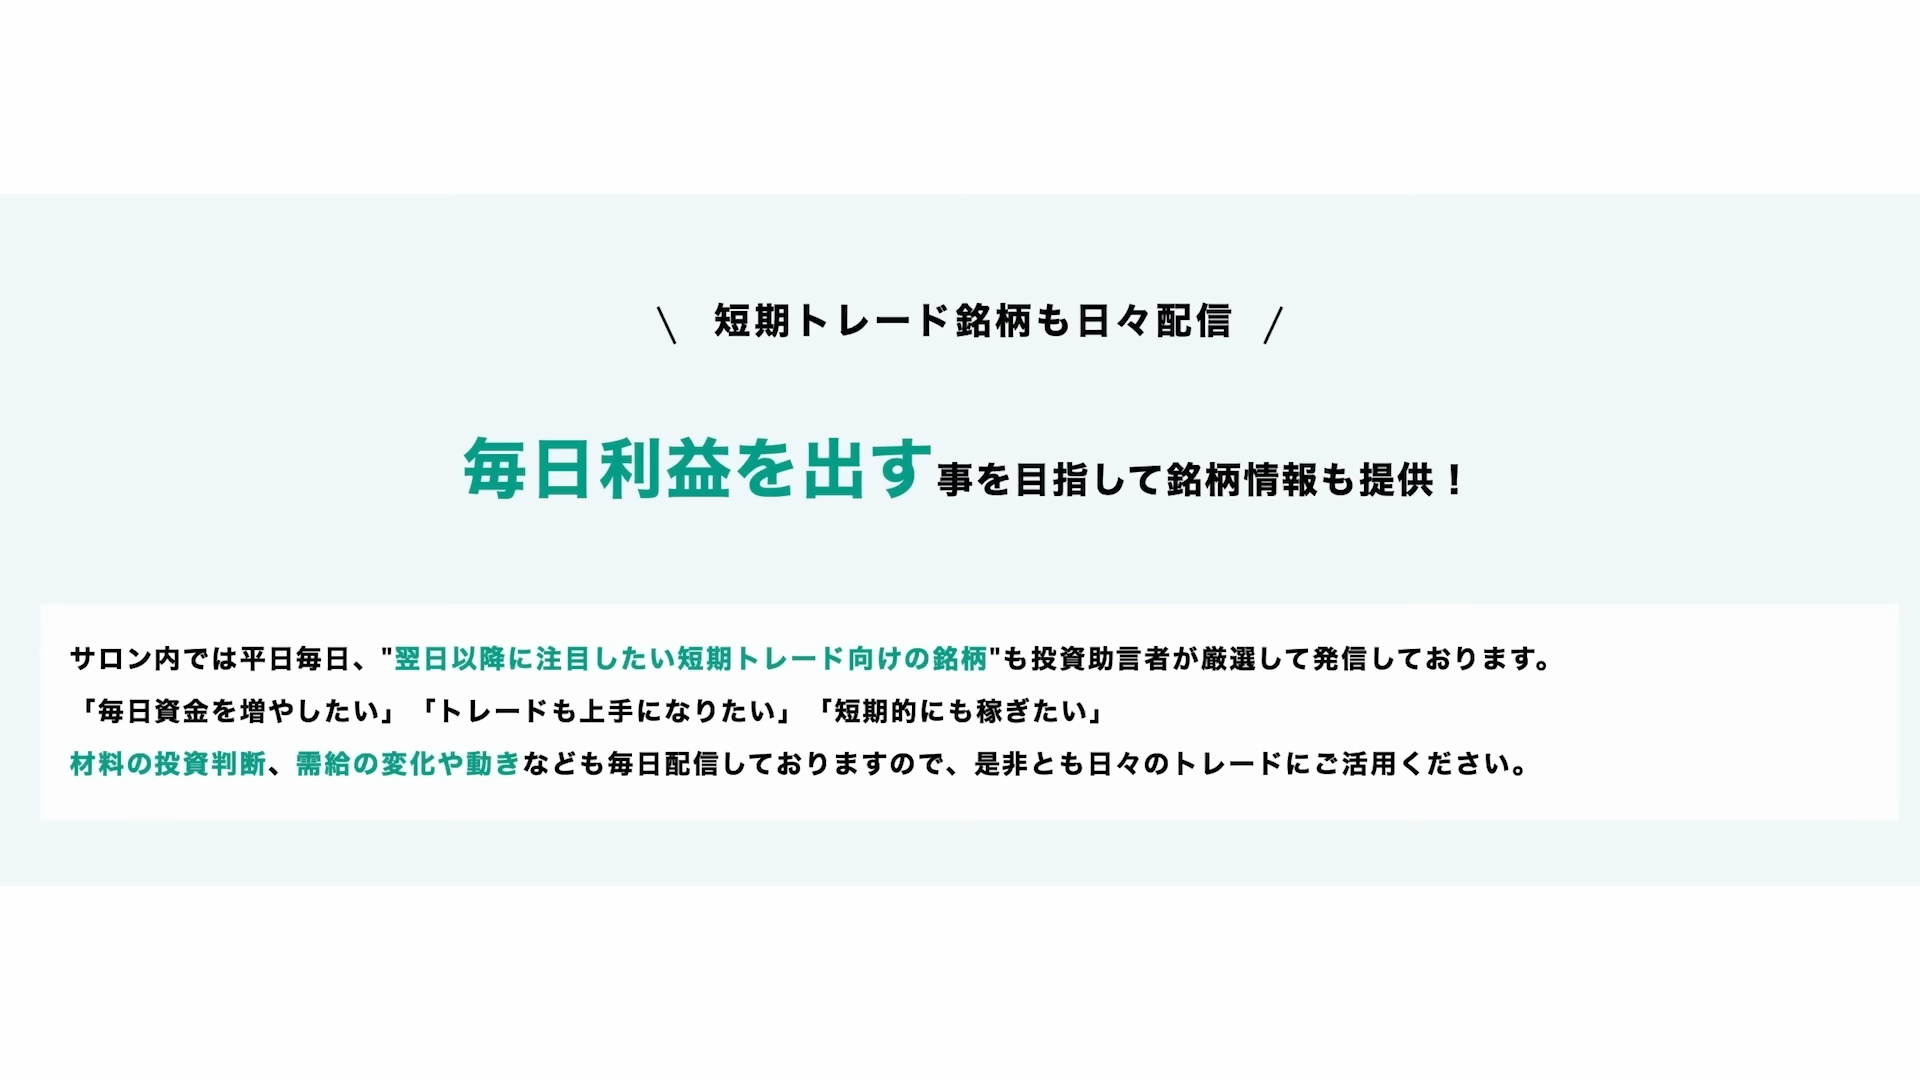 \ 短期トレード銘柄も日々配信 /
毎日利益を出す事を目指して銘柄情報も提供！
サロン内では平日毎日、"翌日以降に注目したい短期トレード向けの銘柄"も投資助言者が厳選して発信しております。
「毎日資金を増やしたい」「トレードも上手になりたい」「短期的にも稼ぎたい」
材料の投資判断、需給の変化や動きなども毎日配信しておりますので、是非とも日々のトレードにご活用ください。